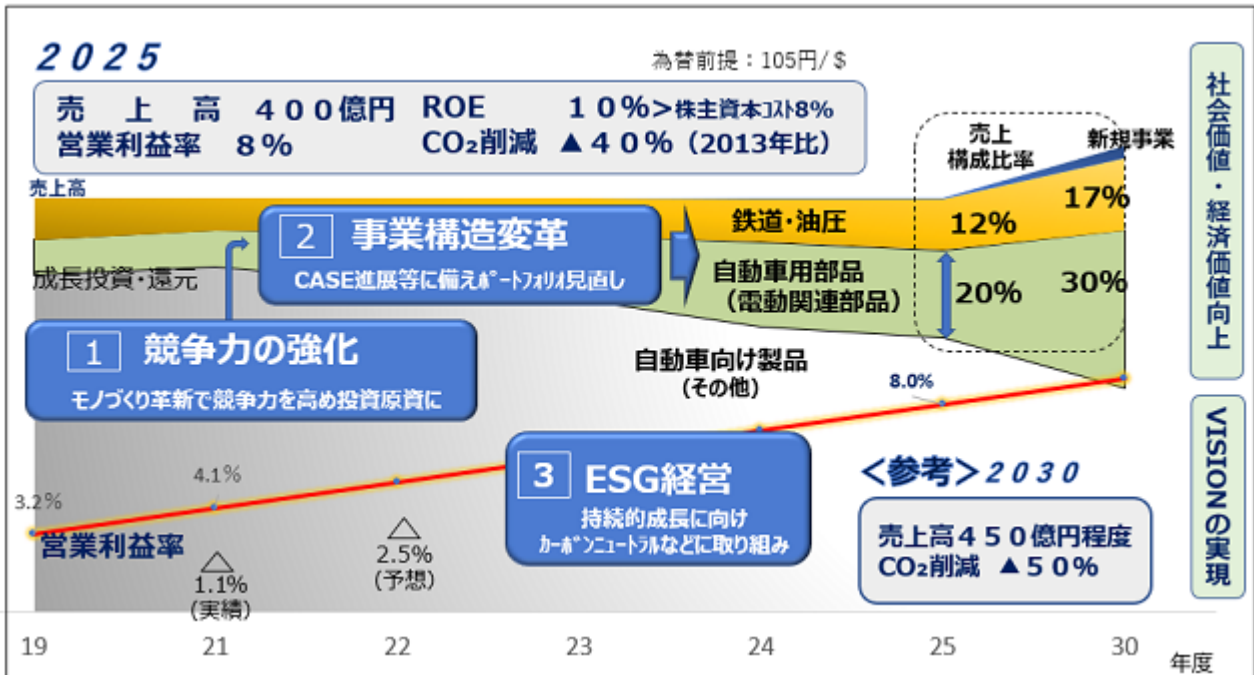 2025
為替前提：105円/＄
売 上 高 400億円 ROE 10%>株主資本ｺｽﾄ8%
営業利益率 8% CO₂削減 ▲40%（2013年比）
売上高
売上
構成比率
新規事業
2 事業構造変革
CASE進展等に備えﾎﾟｰﾄﾌｫﾘｵ見直し
鉄道・油圧
12%
17%
成長投資・還元
自動車用部品
（電動関連部品）
20%
30%
1 競争力の強化
モノづくり革新で競争力を高め投資原資に
自動車向け製品
(その他)
8.0%
3.2%
4.1%
営業利益率
△
1.1%
(実績)
△
2.5%
(予想)
3 ESG経営
持続的成長に向け
ｶｰﾎﾞﾝﾆｭｰﾄﾗﾙなどに取り組み
＜参考＞2030
売上高450億円程度
CO₂削減 ▲50%
社会価値・経済価値向上
VISIONの実現
19 21 22 23 24 25 30
年度